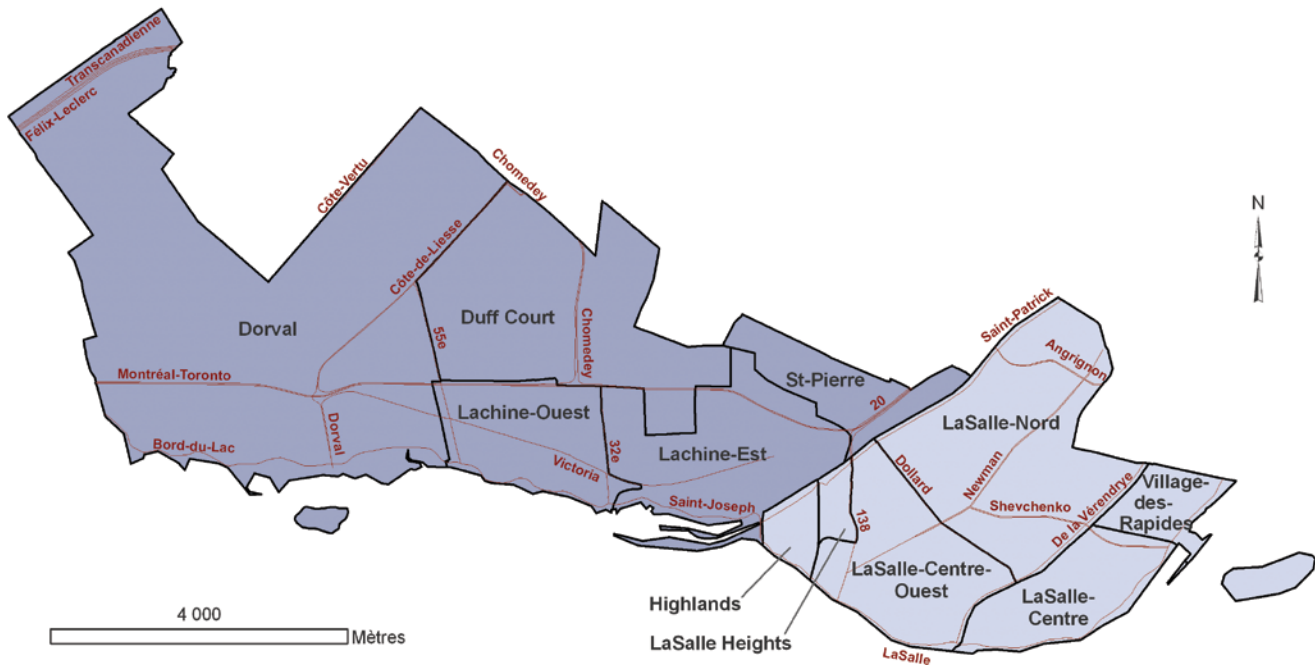 Transcanadienne
Félix-Leclerc
Côte-Vertu
Chomedey
Côte-de-Liesse
N
Dorval
Duff Court
55e
Chomedey
Saint-Patrick
Angrignon
Montréal-Toronto
St-Pierre
20
Lachine-Ouest
LaSalle-Nord
Dorval
Bord-du-Lac
32e
Lachine-Est
Victoria
Dollard
Newman
Saint-Joseph
138
Shevchenko
De la Vérendrye
Village-
des-
Rapides
LaSalle-Centre-
Ouest
LaSalle-
Centre
Highlands
LaSalle Heights
LaSalle
4 000
Mètres